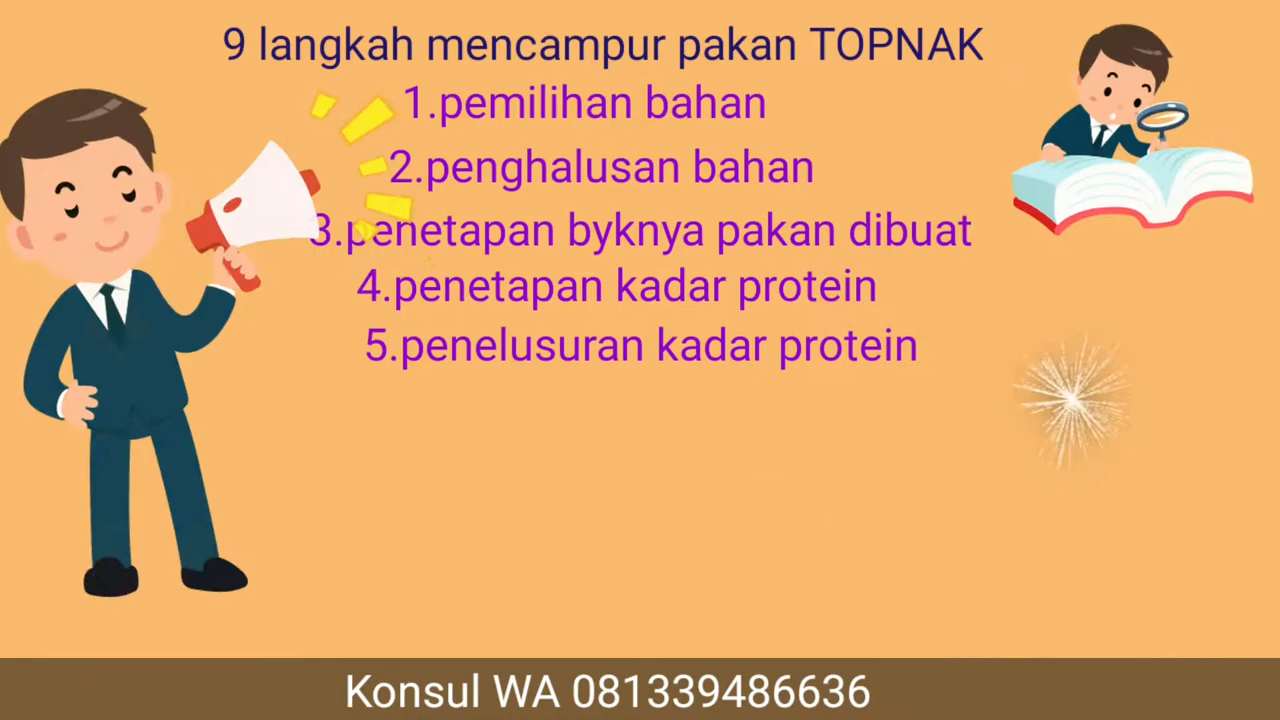 9 langkah mencampur pakan TOPNAK
1.pemilihan bahan
2.penghalusan bahan
3.penetapan byknya pakan dibuat
4.penetapan kadar protein
5.penelusuran kadar protein
Konsul WA 081339486636